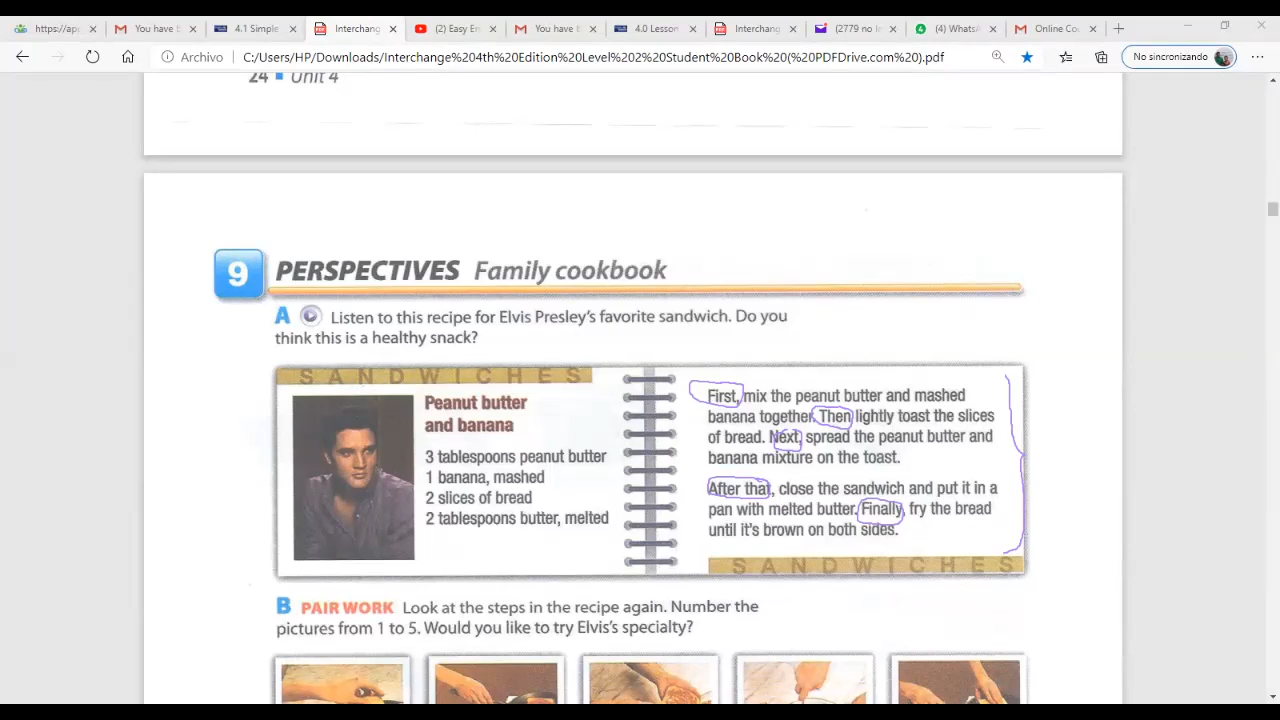 https://aps
You have t
4.1 Simple
Interchang
(2) Easy En
You have t
4.0 Lesson
Interchang
(2779 no l
(4) WhatsA
Online Cou
Archivo
C:/Users/HP/Downloads/Interchange%204th%20Edition%20Level%202%20Student%20Book%20(%20PDFDrive.com%20).pdf
No sincronizando
24 Unit 4
9 PERSPECTIVES Family cookbook
A Listen to this recipe for Elvis Presley's favorite sandwich. Do you
think this is a healthy snack?
SANDWICHES
Peanut butter
and banana
3 tablespoons peanut butter
1 banana, mashed
2 slices of bread
2 tablespoons butter, melted
First, mix the peanut butter and mashed
banana together. Then lightly toast the slices
of bread. Next, spread the peanut butter and
banana mixture on the toast.
After that, close the sandwich and put it in a
pan with melted butter. Finally, fry the bread
until it's brown on both sides.
SANDWICHES
B PAIR WORK Look at the steps in the recipe again. Number the
pictures from 1 to 5. Would you like to try Elvis's specialty?